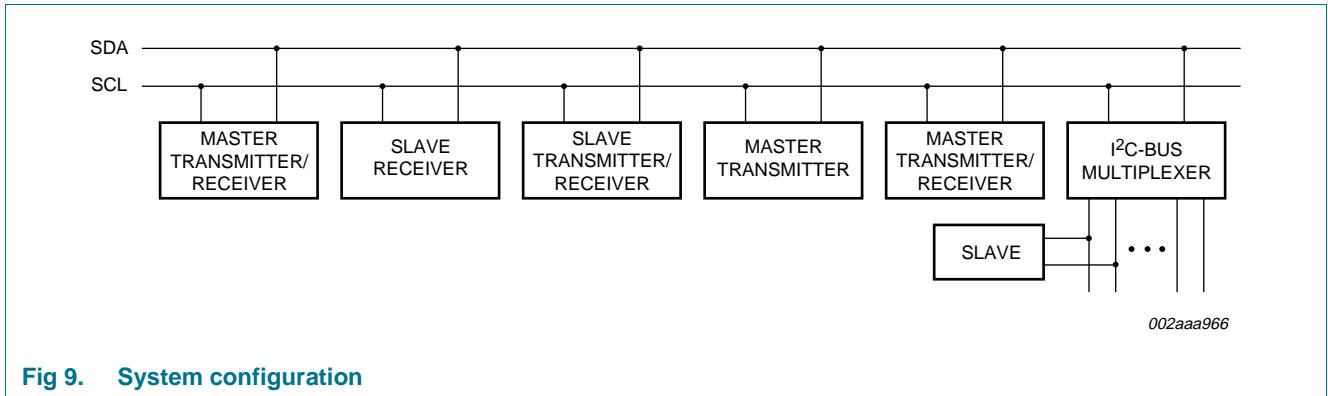 SDA
SCL
MASTER
TRANSMITTER/
RECEIVER
SLAVE
RECEIVER
SLAVE
TRANSMITTER/
RECEIVER
MASTER
TRANSMITTER
MASTER
TRANSMITTER/
RECEIVER
I2C-BUS
MULTIPLEXER
SLAVE
002aaa966
Fig 9. System configuration